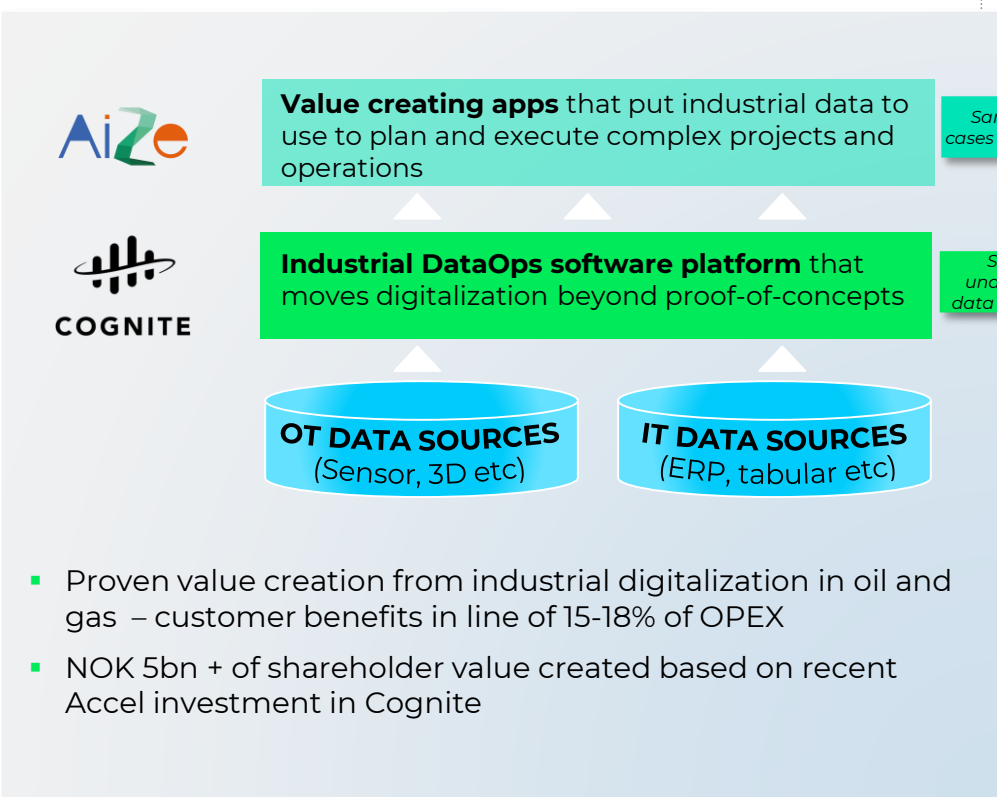 Aize
Value creating apps that put industrial data to
use to plan and execute complex projects and
operations
cases
COGNITE
Industrial DataOps software platform that
moves digitalization beyond proof-of-concepts
data
OT DATA SOURCES
(Sensor, 3D etc)
IT DATA SOURCES
(ERP, tabular etc)
▪ Proven value creation from industrial digitalization in oil and
gas – customer benefits in line of 15-18% of OPEX
▪ NOK 5bn + of shareholder value created based on recent
Accel investment in Cognite